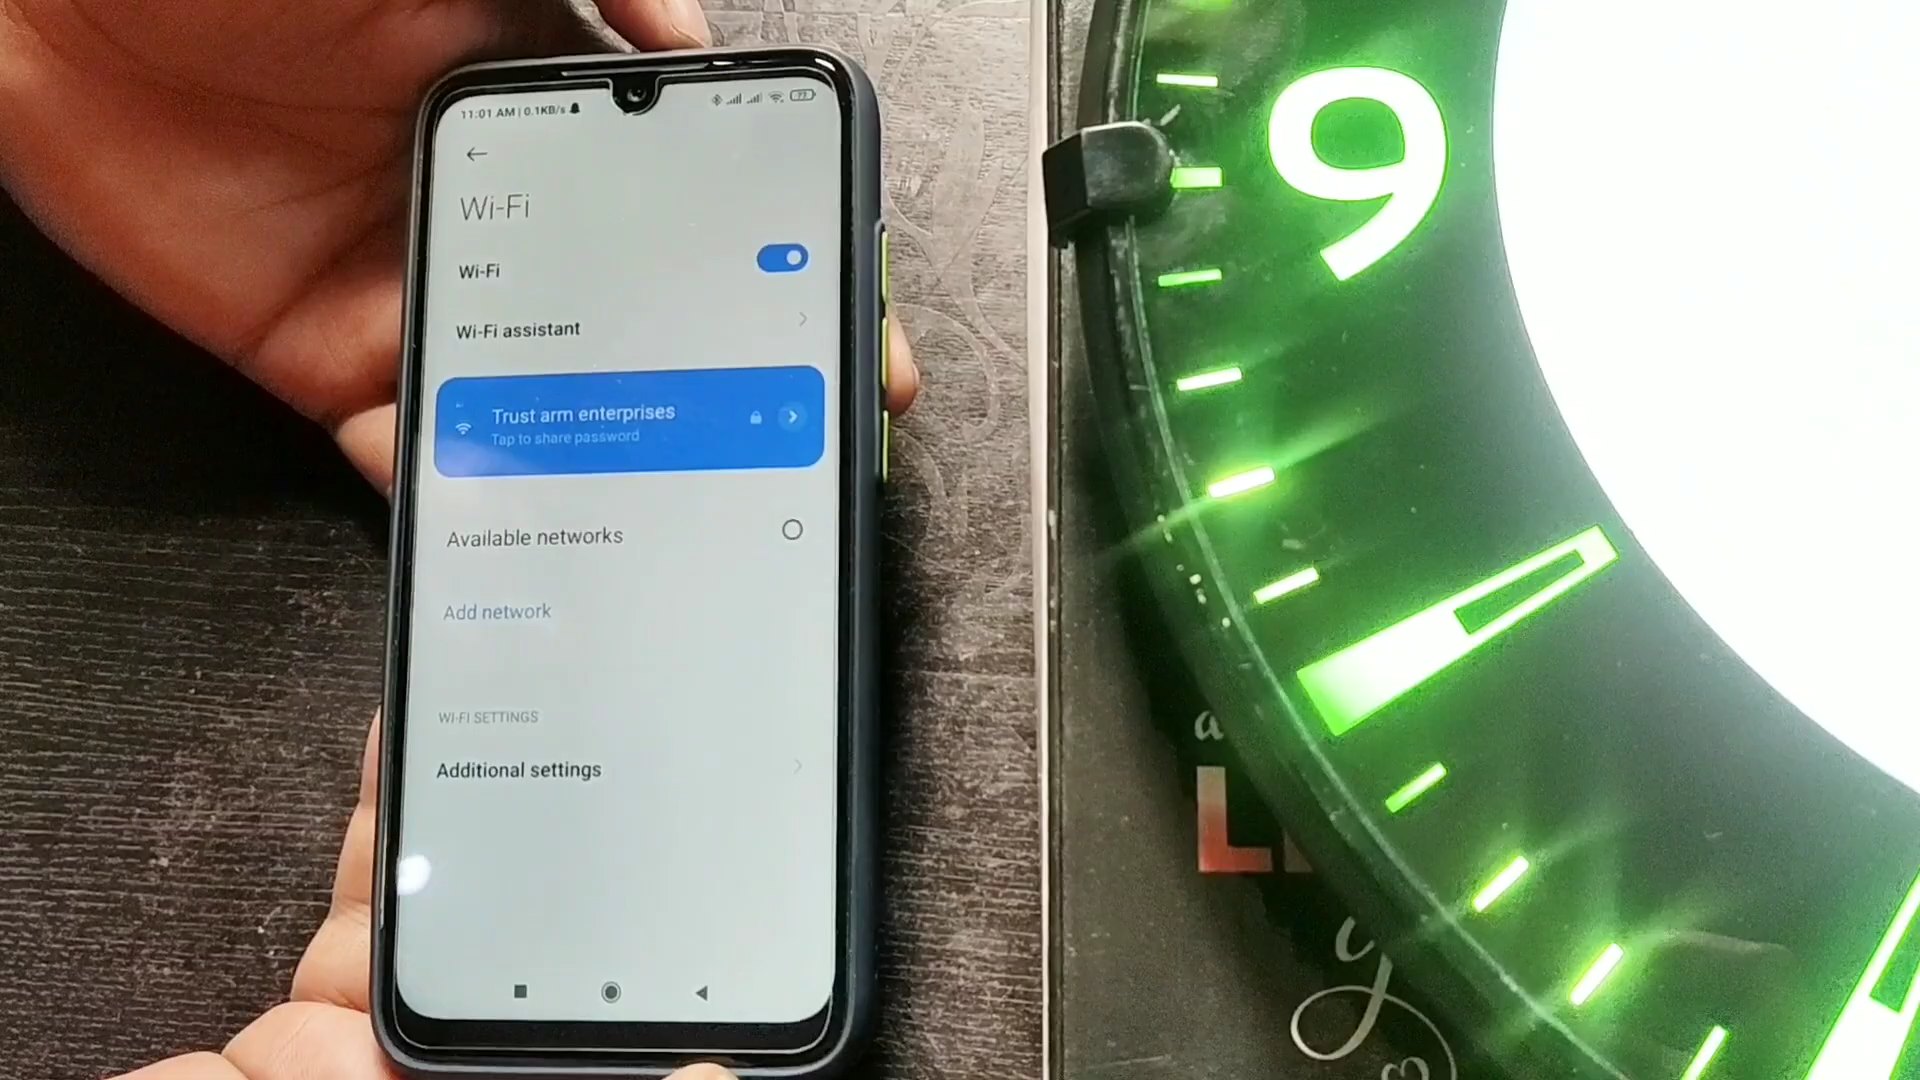 11:01 AM | 0.1KB/s
77
Wi-Fi
Wi-Fi
Wi-Fi assistant
Trust arm enterprises
Tap to share password
Available networks
Add network
WI-FI SETTINGS
Additional settings
9
a
L
y